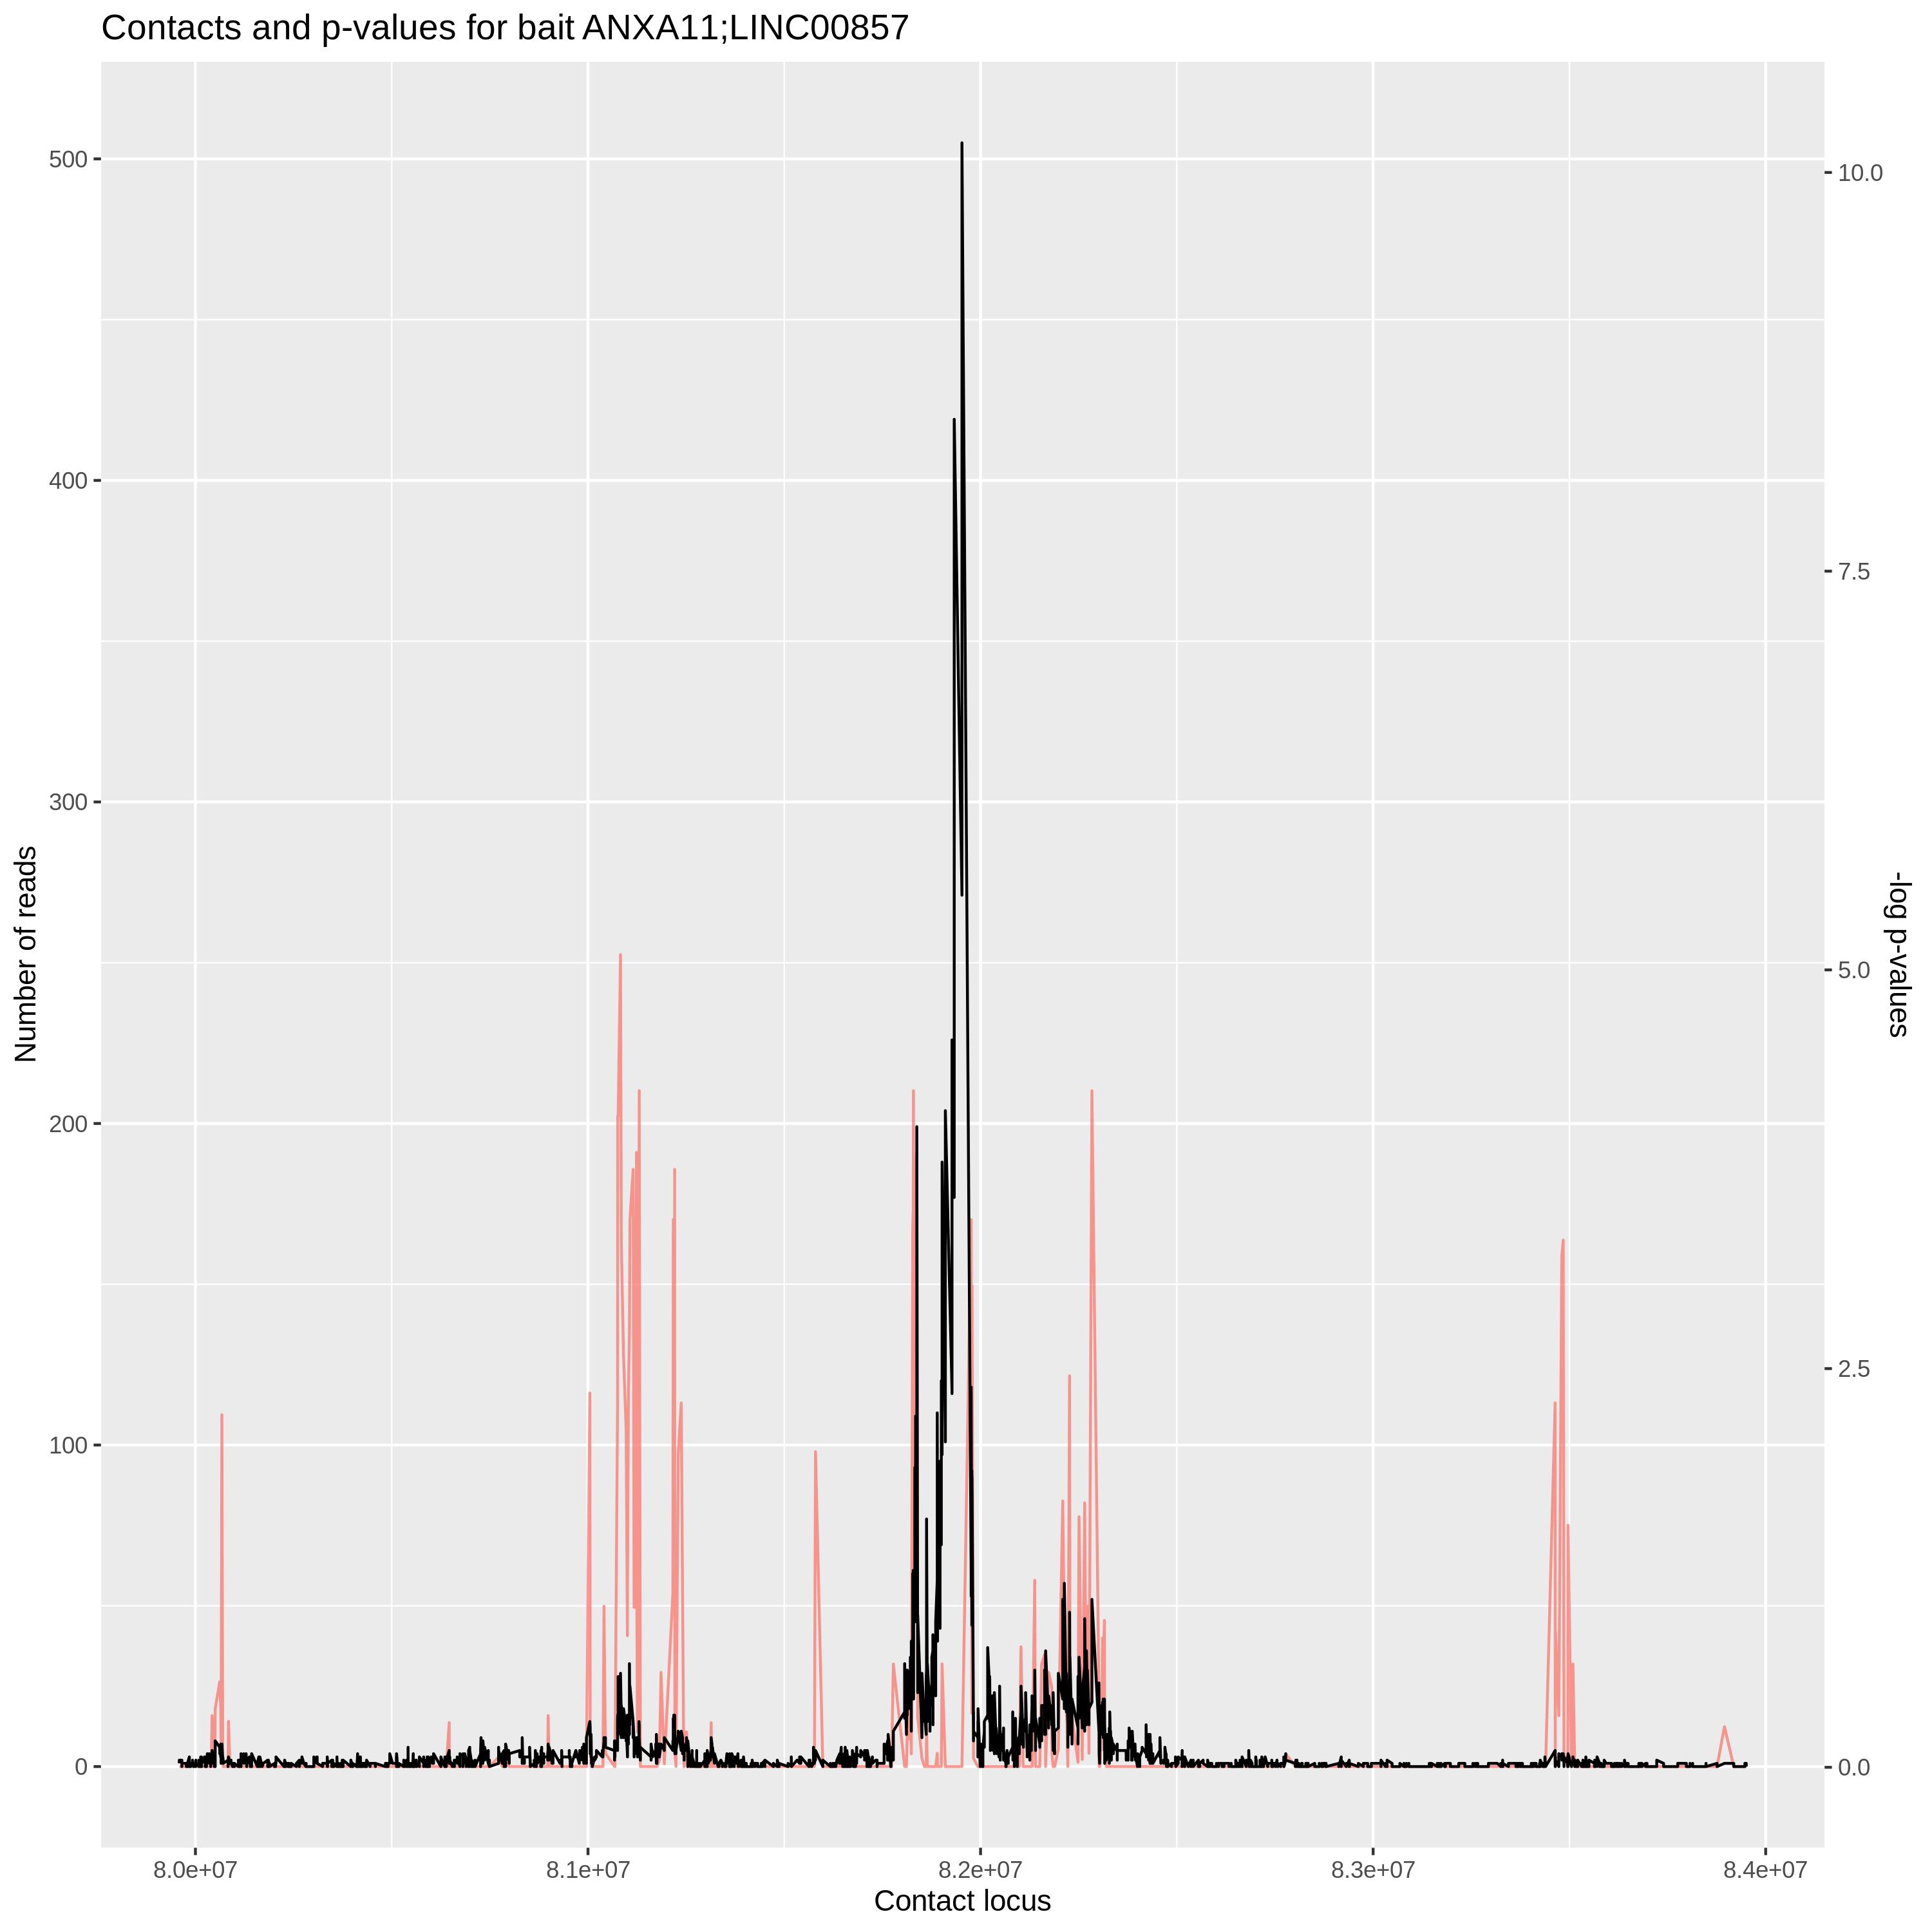 Contacts and p-values for bait ANXA11;LINC00857
500
400
300
200
100
0
Number of reads
10.0
7.5
5.0
2.5
0.0
-log p-values
8.0e+07
8.1e+07
8.2e+07
8.3e+07
8.4e+07
Contact locus